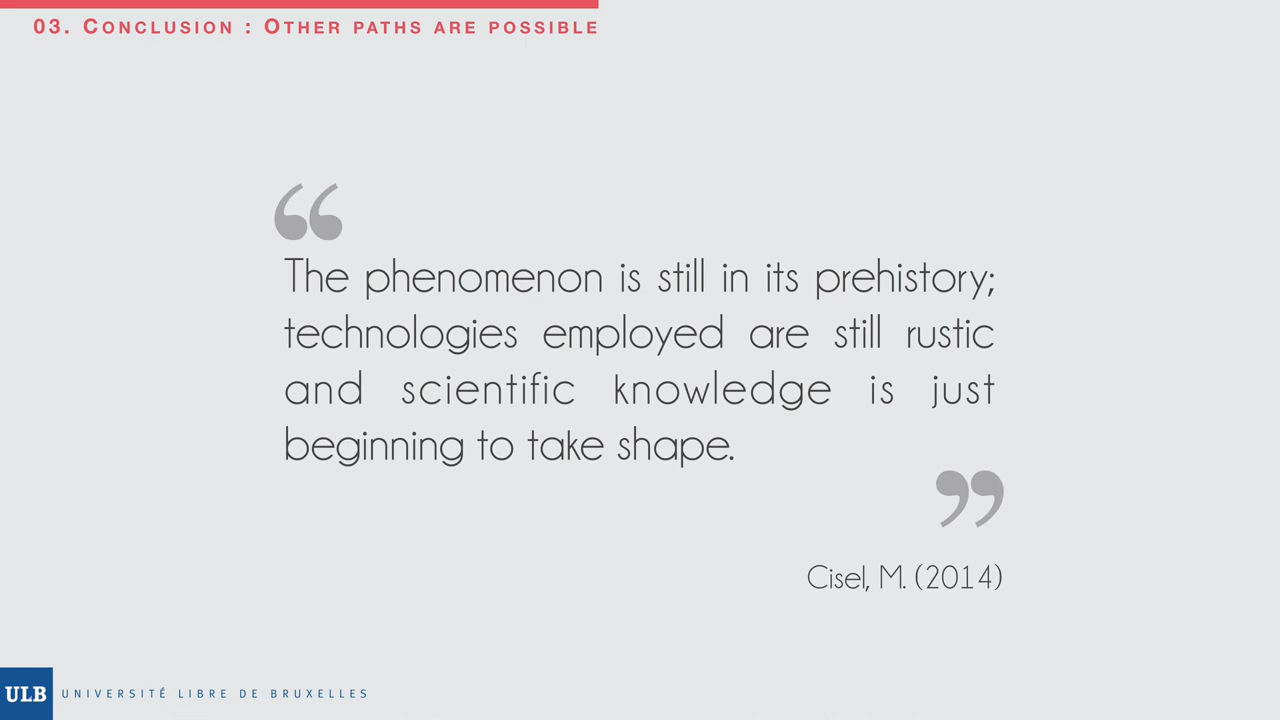 03. Conclusion : Other paths are possible
“
The phenomenon is still in its prehistory;
technologies employed are still rustic
and scientific knowledge is just
beginning to take shape.
”
Cisel, M. (2014)
ULB UNIVERSITÉ LIBRE DE BRUXELLES